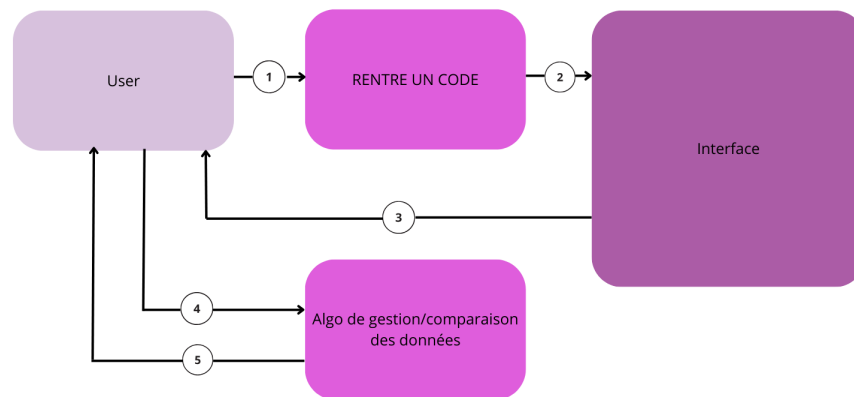 User
1
RENTRE UN CODE
2
Interface
3
4
Algo de gestion/comparaison
des données
5